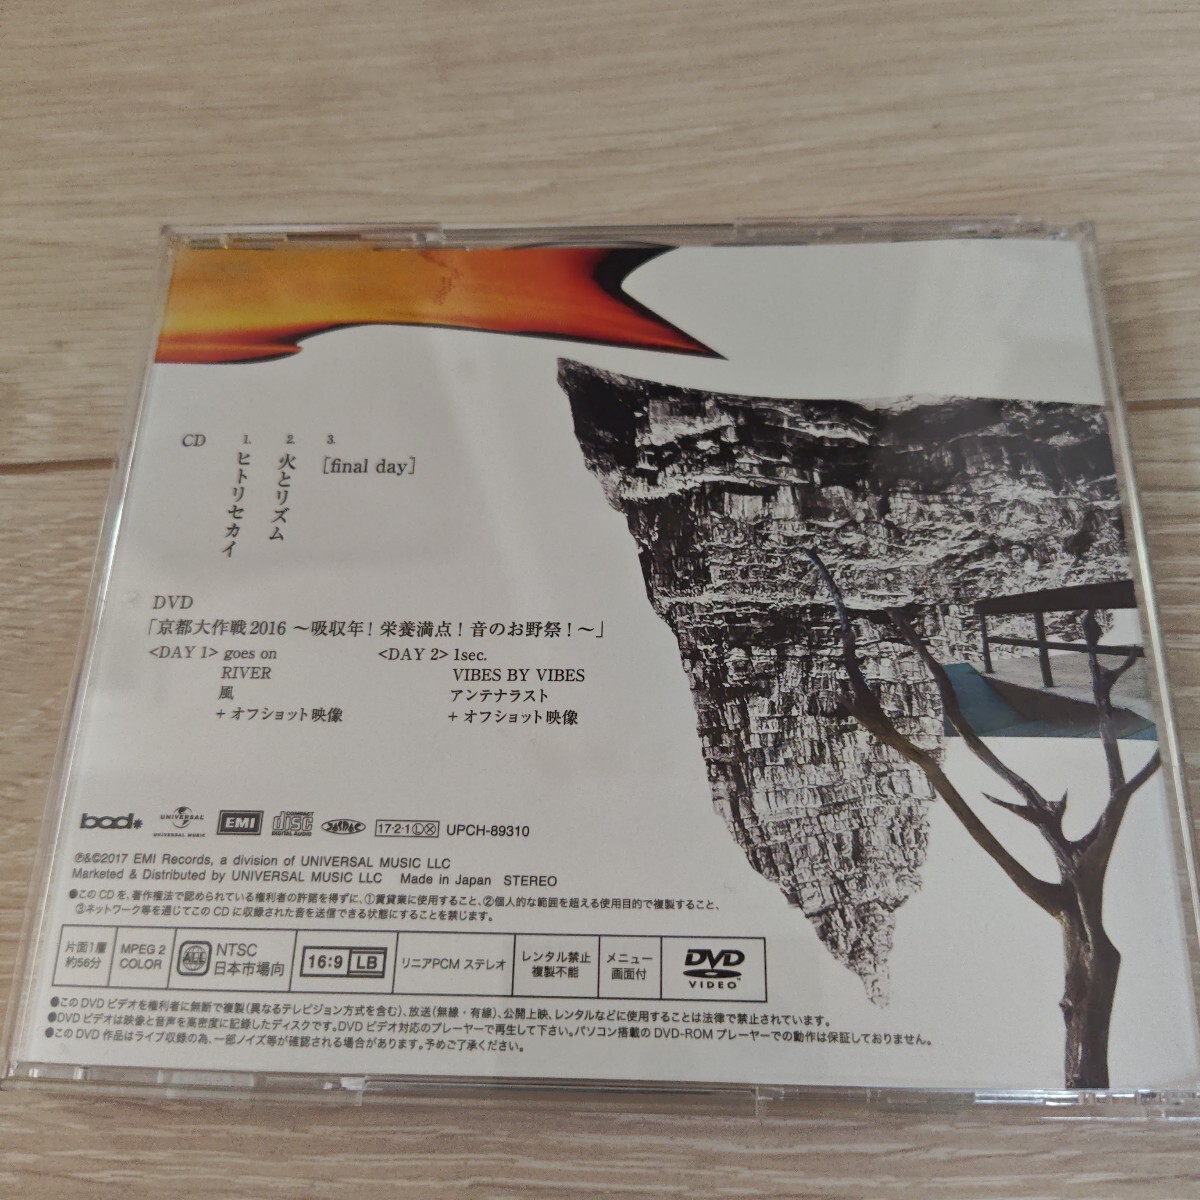 CD
1.
ヒトリセカイ
2.
火とリズム
3.
[final day]
DVD
「京都大作戦2016 ～吸収年！栄養満点！音のお野祭！～」
<DAY 1> goes on
RIVER
風
+ オフショット映像
<DAY 2> 1sec.
VIBES BY VIBES
アンテナラスト
+ オフショット映像
bad*
UNIVERSAL
UNIVERSAL MUSIC
EMI
COMPACT
disc
DIGITAL AUDIO
JASRAC
17・2・1 Ⓛ Ⓧ
UPCH-89310
℗&©2017 EMI Records, a division of UNIVERSAL MUSIC LLC
Marketed & Distributed by UNIVERSAL MUSIC LLC Made in Japan STEREO
●このCDを、著作権法で認められている権利者の許諾を得ずに、①賃貸業に使用すること、②個人的な範囲を超える使用目的で複製すること、
③ネットワーク等を通じてこのCDに収録された音を送信できる状態にすることを禁じます。
片面1層
約56分
MPEG 2
COLOR
ALL
NTSC
日本市場向
16:9 LB
リニアPCM ステレオ
レンタル禁止
複製不能
メニュー
画面付
DVD
VIDEO™
●このDVDビデオを権利者に無断で複製(異なるテレビジョン方式を含む)、放送(無線・有線)、公開上映、レンタルなどに使用することは法律で禁止されています。
●DVDビデオは映像と音声を高密度に記録したディスクです。DVDビデオ対応のプレーヤーで再生して下さい。パソコン搭載のDVD-ROMプレーヤーでの動作は保証しておりません。
●このDVD作品はライブ収録の為、一部ノイズ等が確認される場合があります。予めご了承ください。